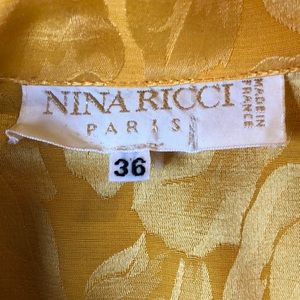 NINA RICCI
PARIS
MADE IN
FRANCE
36